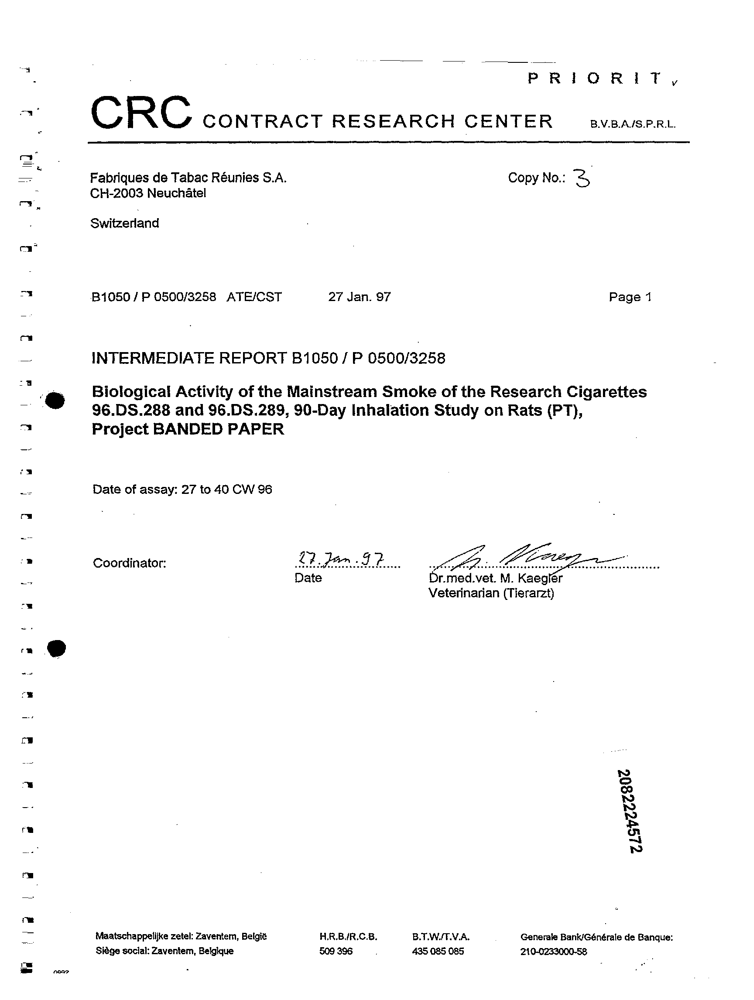 PRIORIT
CRC CONTRACT RESEARCH CENTER B.V.B.A./S.P.R.L.
Fabriques de Tabac Réunies S.A. Copy No.: 3
CH-2003 Neuchâtel
Switzerland
B1050 / P 0500/3258 ATE/CST 27 Jan. 97 Page 1
INTERMEDIATE REPORT B1050 / P 0500/3258
Biological Activity of the Mainstream Smoke of the Research Cigarettes
96.DS.288 and 96.DS.289, 90-Day Inhalation Study on Rats (PT),
Project BANDED PAPER
Date of assay: 27 to 40 CW 96
Coordinator: 27. Jan. 97
Date Dr.med.vet. M. Kaegler
Veterinarian (Tierarzt)
2082224572
Maatschappelijke zetel: Zaventem, België H.R.B./R.C.B. B.T.W./T.V.A. Generale Bank/Générale de Banque:
Siège social: Zaventem, Belgique 509 396 435 085 085 210-0233000-58